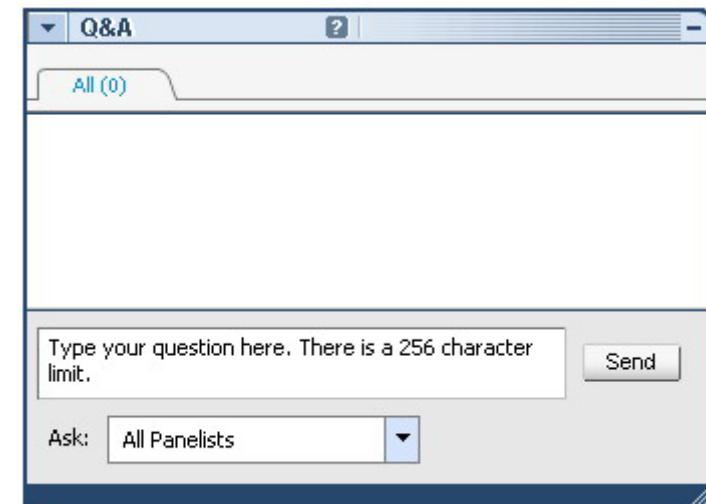 Q&A
?
All (0)
Type your question here. There is a 256 character
limit.
Send
Ask:
All Panelists